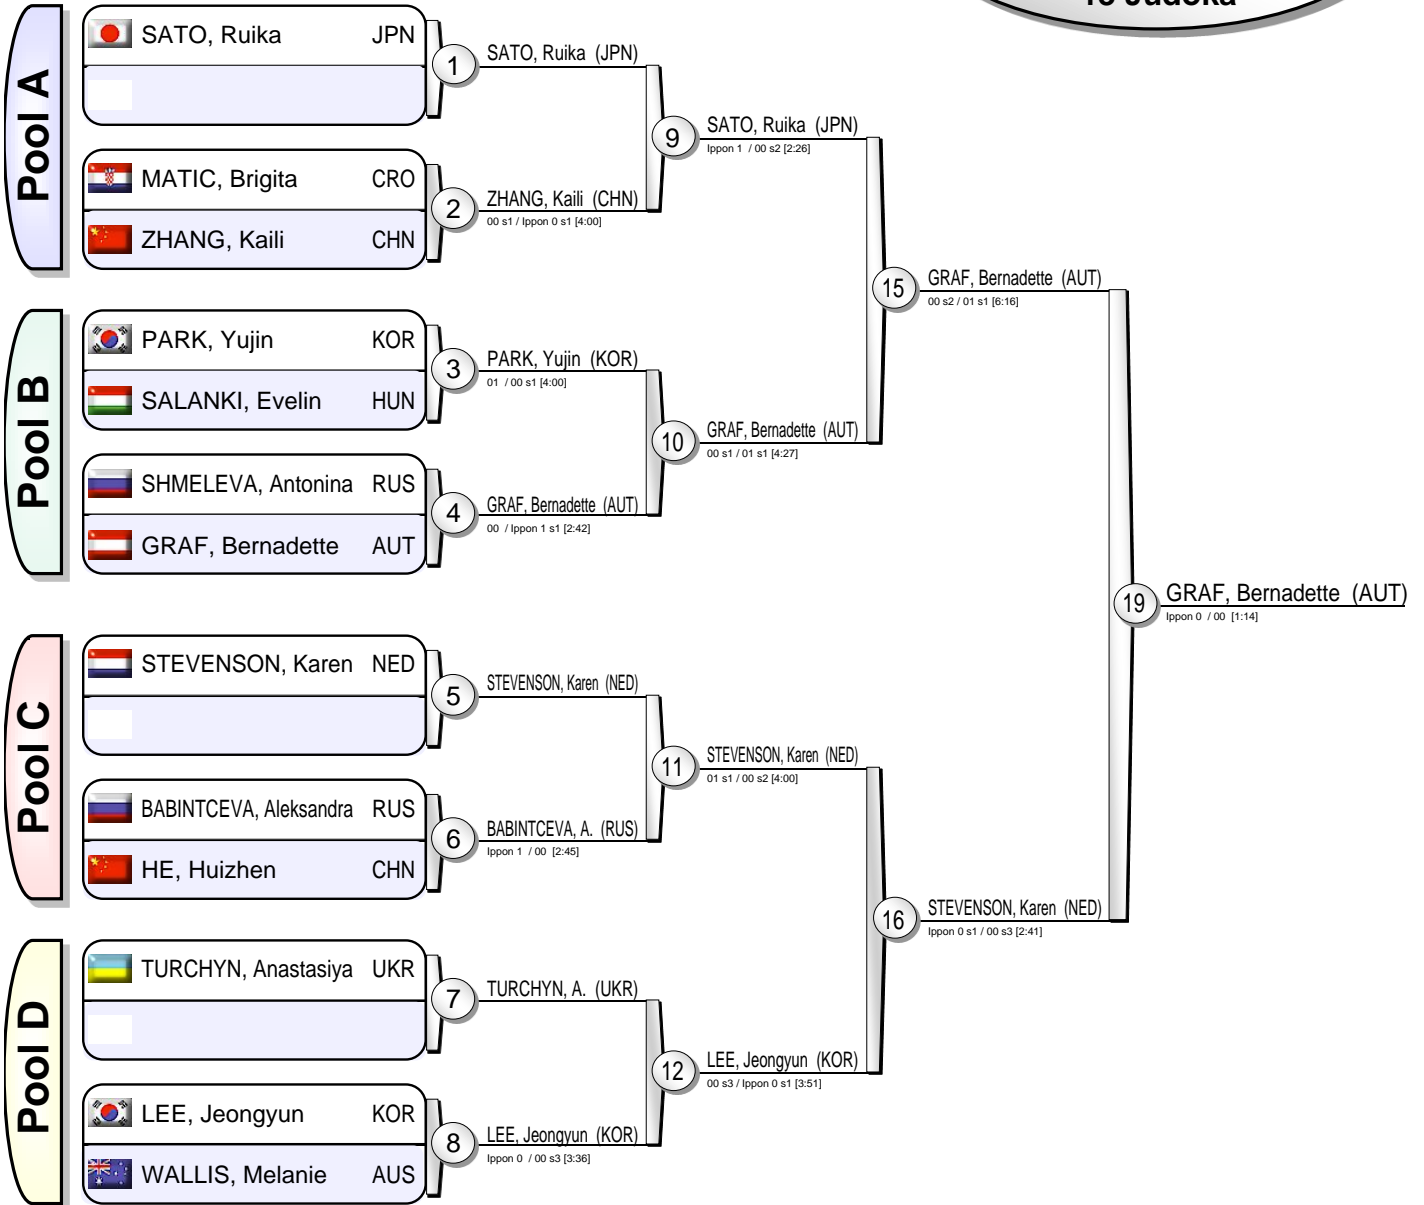 13 Judoka
Pool A
SATO, Ruika JPN
MATIC, Brigita CRO
ZHANG, Kaili CHN
1
SATO, Ruika (JPN)
2
ZHANG, Kaili (CHN)
00 s1 / Ippon 0 s1 [4:00]
9
SATO, Ruika (JPN)
Ippon 1 / 00 s2 [2:26]
Pool B
PARK, Yujin KOR
SALANKI, Evelin HUN
SHMELEVA, Antonina RUS
GRAF, Bernadette AUT
3
PARK, Yujin (KOR)
01 / 00 s1 [4:00]
4
GRAF, Bernadette (AUT)
00 / Ippon 1 s1 [2:42]
10
GRAF, Bernadette (AUT)
00 s1 / 01 s1 [4:27]
15
GRAF, Bernadette (AUT)
00 s2 / 01 s1 [6:16]
Pool C
STEVENSON, Karen NED
BABINTCEVA, Aleksandra RUS
HE, Huizhen CHN
5
STEVENSON, Karen (NED)
6
BABINTCEVA, A. (RUS)
Ippon 1 / 00 [2:45]
11
STEVENSON, Karen (NED)
01 s1 / 00 s2 [4:00]
Pool D
TURCHYN, Anastasiya UKR
LEE, Jeongyun KOR
WALLIS, Melanie AUS
7
TURCHYN, A. (UKR)
8
LEE, Jeongyun (KOR)
Ippon 0 / 00 s3 [3:36]
12
LEE, Jeongyun (KOR)
00 s3 / Ippon 0 s1 [3:51]
16
STEVENSON, Karen (NED)
Ippon 0 s1 / 00 s3 [2:41]
19
GRAF, Bernadette (AUT)
Ippon 0 / 00 [1:14]